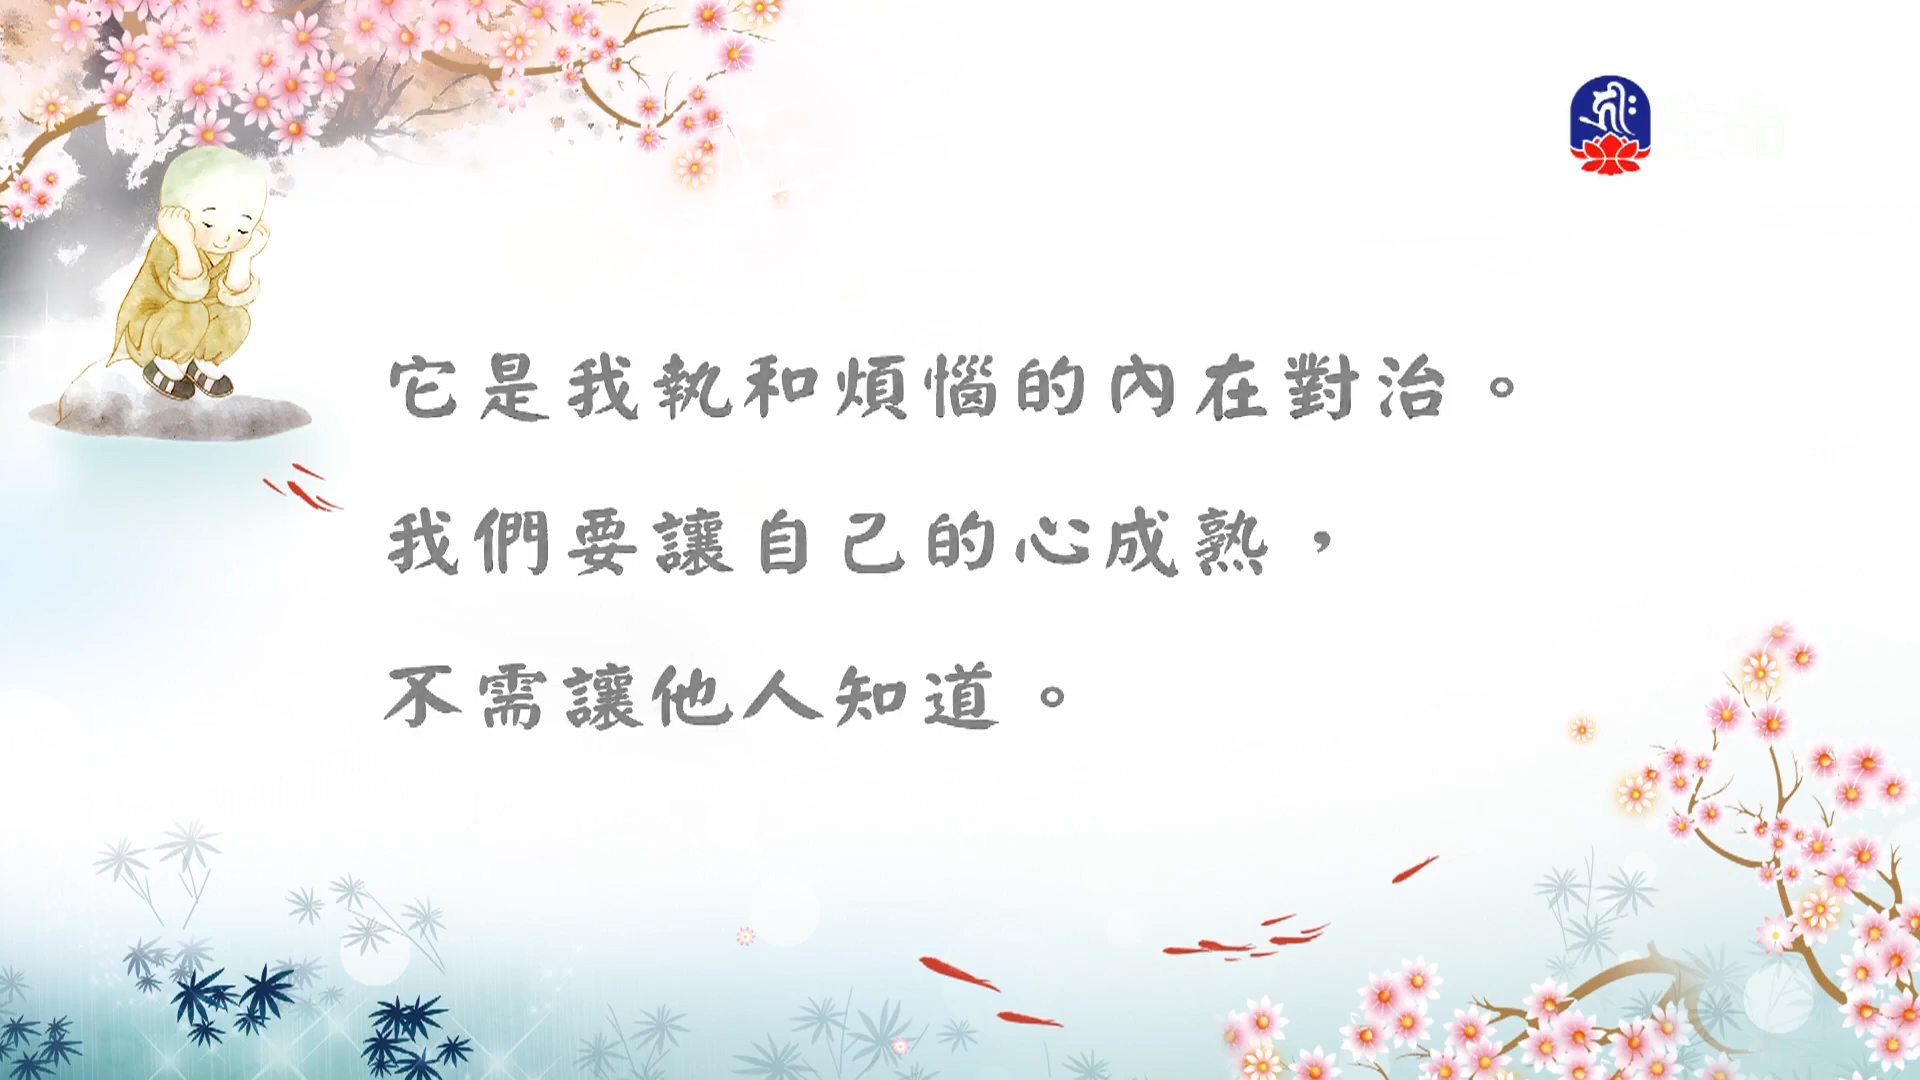 它是我執和煩惱的內在對治。
我們要讓自己的心成熟，
不需讓他人知道。